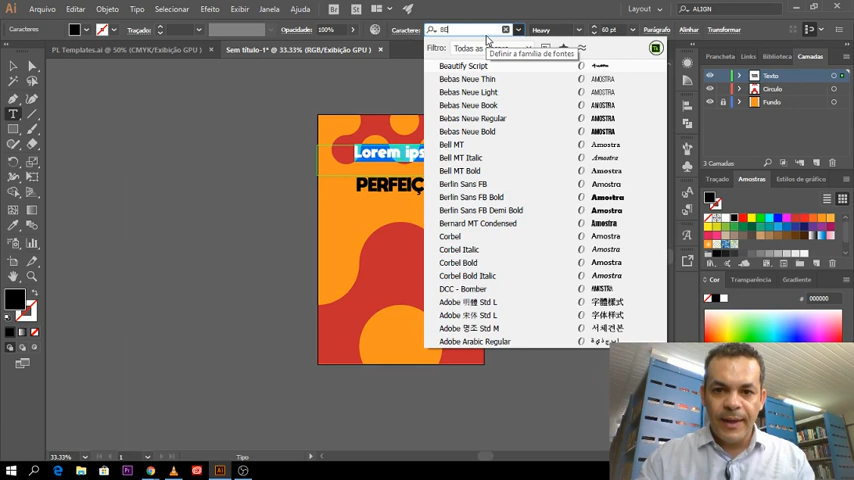 Ai
Arquivo Editar Objeto Tipo Selecionar Efeito Exibir Janela Ajuda
Br
St
Layout
ALIGN
Caracteres
Traçado:
Opacidade: 100%
Caracteres:
BE
Heavy
60 pt
Parágrafo
Alinhar
PL Templates.ai @ 50% (CMYK/Exibição GPU)
Sem título-1* @ 33.33% (RGB/Exibição GPU)
Filtro:
Todas as
Definir a família de fontes
Beautify Script
Bebas Neue Thin AMOSTRA
Bebas Neue Light AMOSTRA
Bebas Neue Book AMOSTRA
Bebas Neue Regular AMOSTRA
Bebas Neue Bold AMOSTRA
Bell MT Amostra
Bell MT Italic Amostra
Bell MT Bold Amostra
Berlin Sans FB Amostra
Berlin Sans FB Bold Amostra
Berlin Sans FB Demi Bold Amostra
Bernard MT Condensed Amostra
Corbel Amostra
Corbel Italic Amostra
Corbel Bold Amostra
Corbel Bold Italic Amostra
DCC - Bomber AMOSTRA
Adobe 明體 Std L 字體樣式
Adobe 宋体 Std L 字体样式
Adobe 명조 Std M 서체견본
Adobe Arabic Regular
Lorem ips
PERFEIÇ
Propriedades
Bibliotecas
Camadas
Texto
Circulo
Fundo
3 Camadas
Traçado
Amostras
Estilos de gráfico
Cor
Transparência
Gradiente
000000
33.33%
1
Caracteres